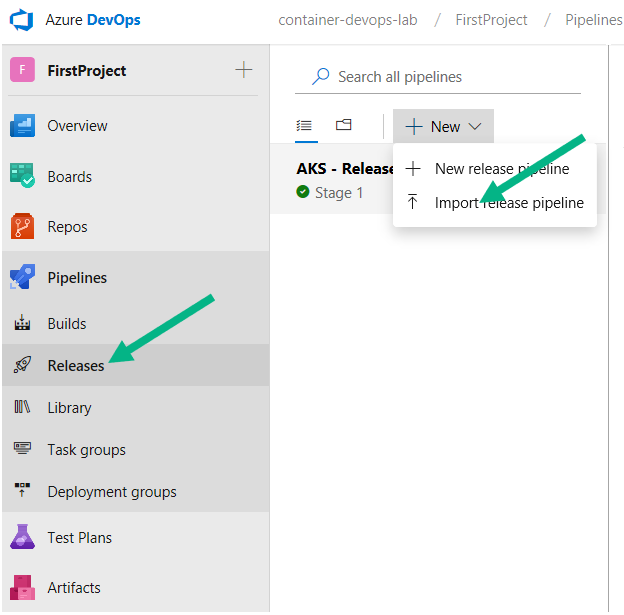 Azure DevOps
container-devops-lab / FirstProject / Pipelines
F FirstProject
Overview
Boards
Repos
Pipelines
Builds
Releases
Library
Task groups
Deployment groups
Test Plans
Artifacts
Search all pipelines
New
AKS - Release
Stage 1
New release pipeline
Import release pipeline